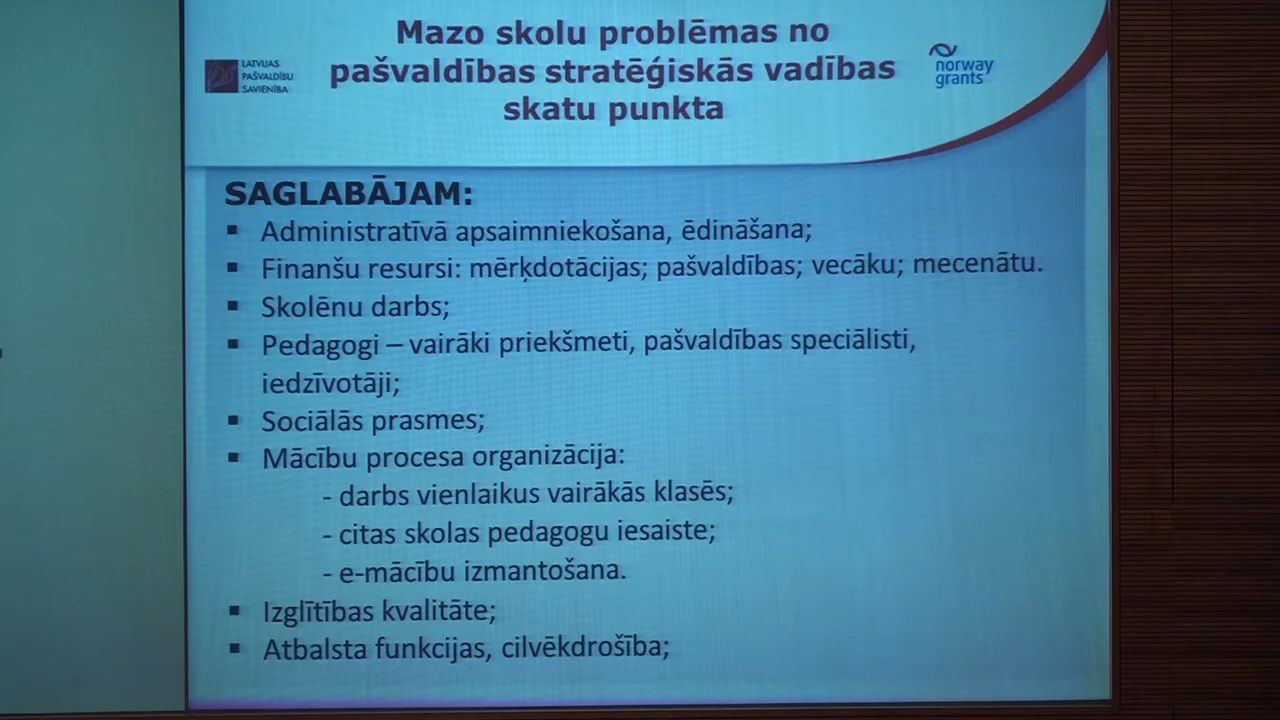 Mazo skolu problēmas no
pašvaldības stratēģiskās vadības
skatu punkta
LATVIJAS
PAŠVALDĪBU
SAVIENĪBA
norway
grants
SAGLABĀJAM:
▪ Administratīvā apsaimniekošana, ēdināšana;
▪ Finanšu resursi: mērķdotācijas; pašvaldības; vecāku; mecenātu.
▪ Skolēnu darbs;
▪ Pedagogi – vairāki priekšmeti, pašvaldības speciālisti,
iedzīvotāji;
▪ Sociālās prasmes;
▪ Mācību procesa organizācija:
- darbs vienlaikus vairākās klasēs;
- citas skolas pedagogu iesaiste;
- e-mācību izmantošana.
▪ Izglītības kvalitāte;
▪ Atbalsta funkcijas, cilvēkdrošība;